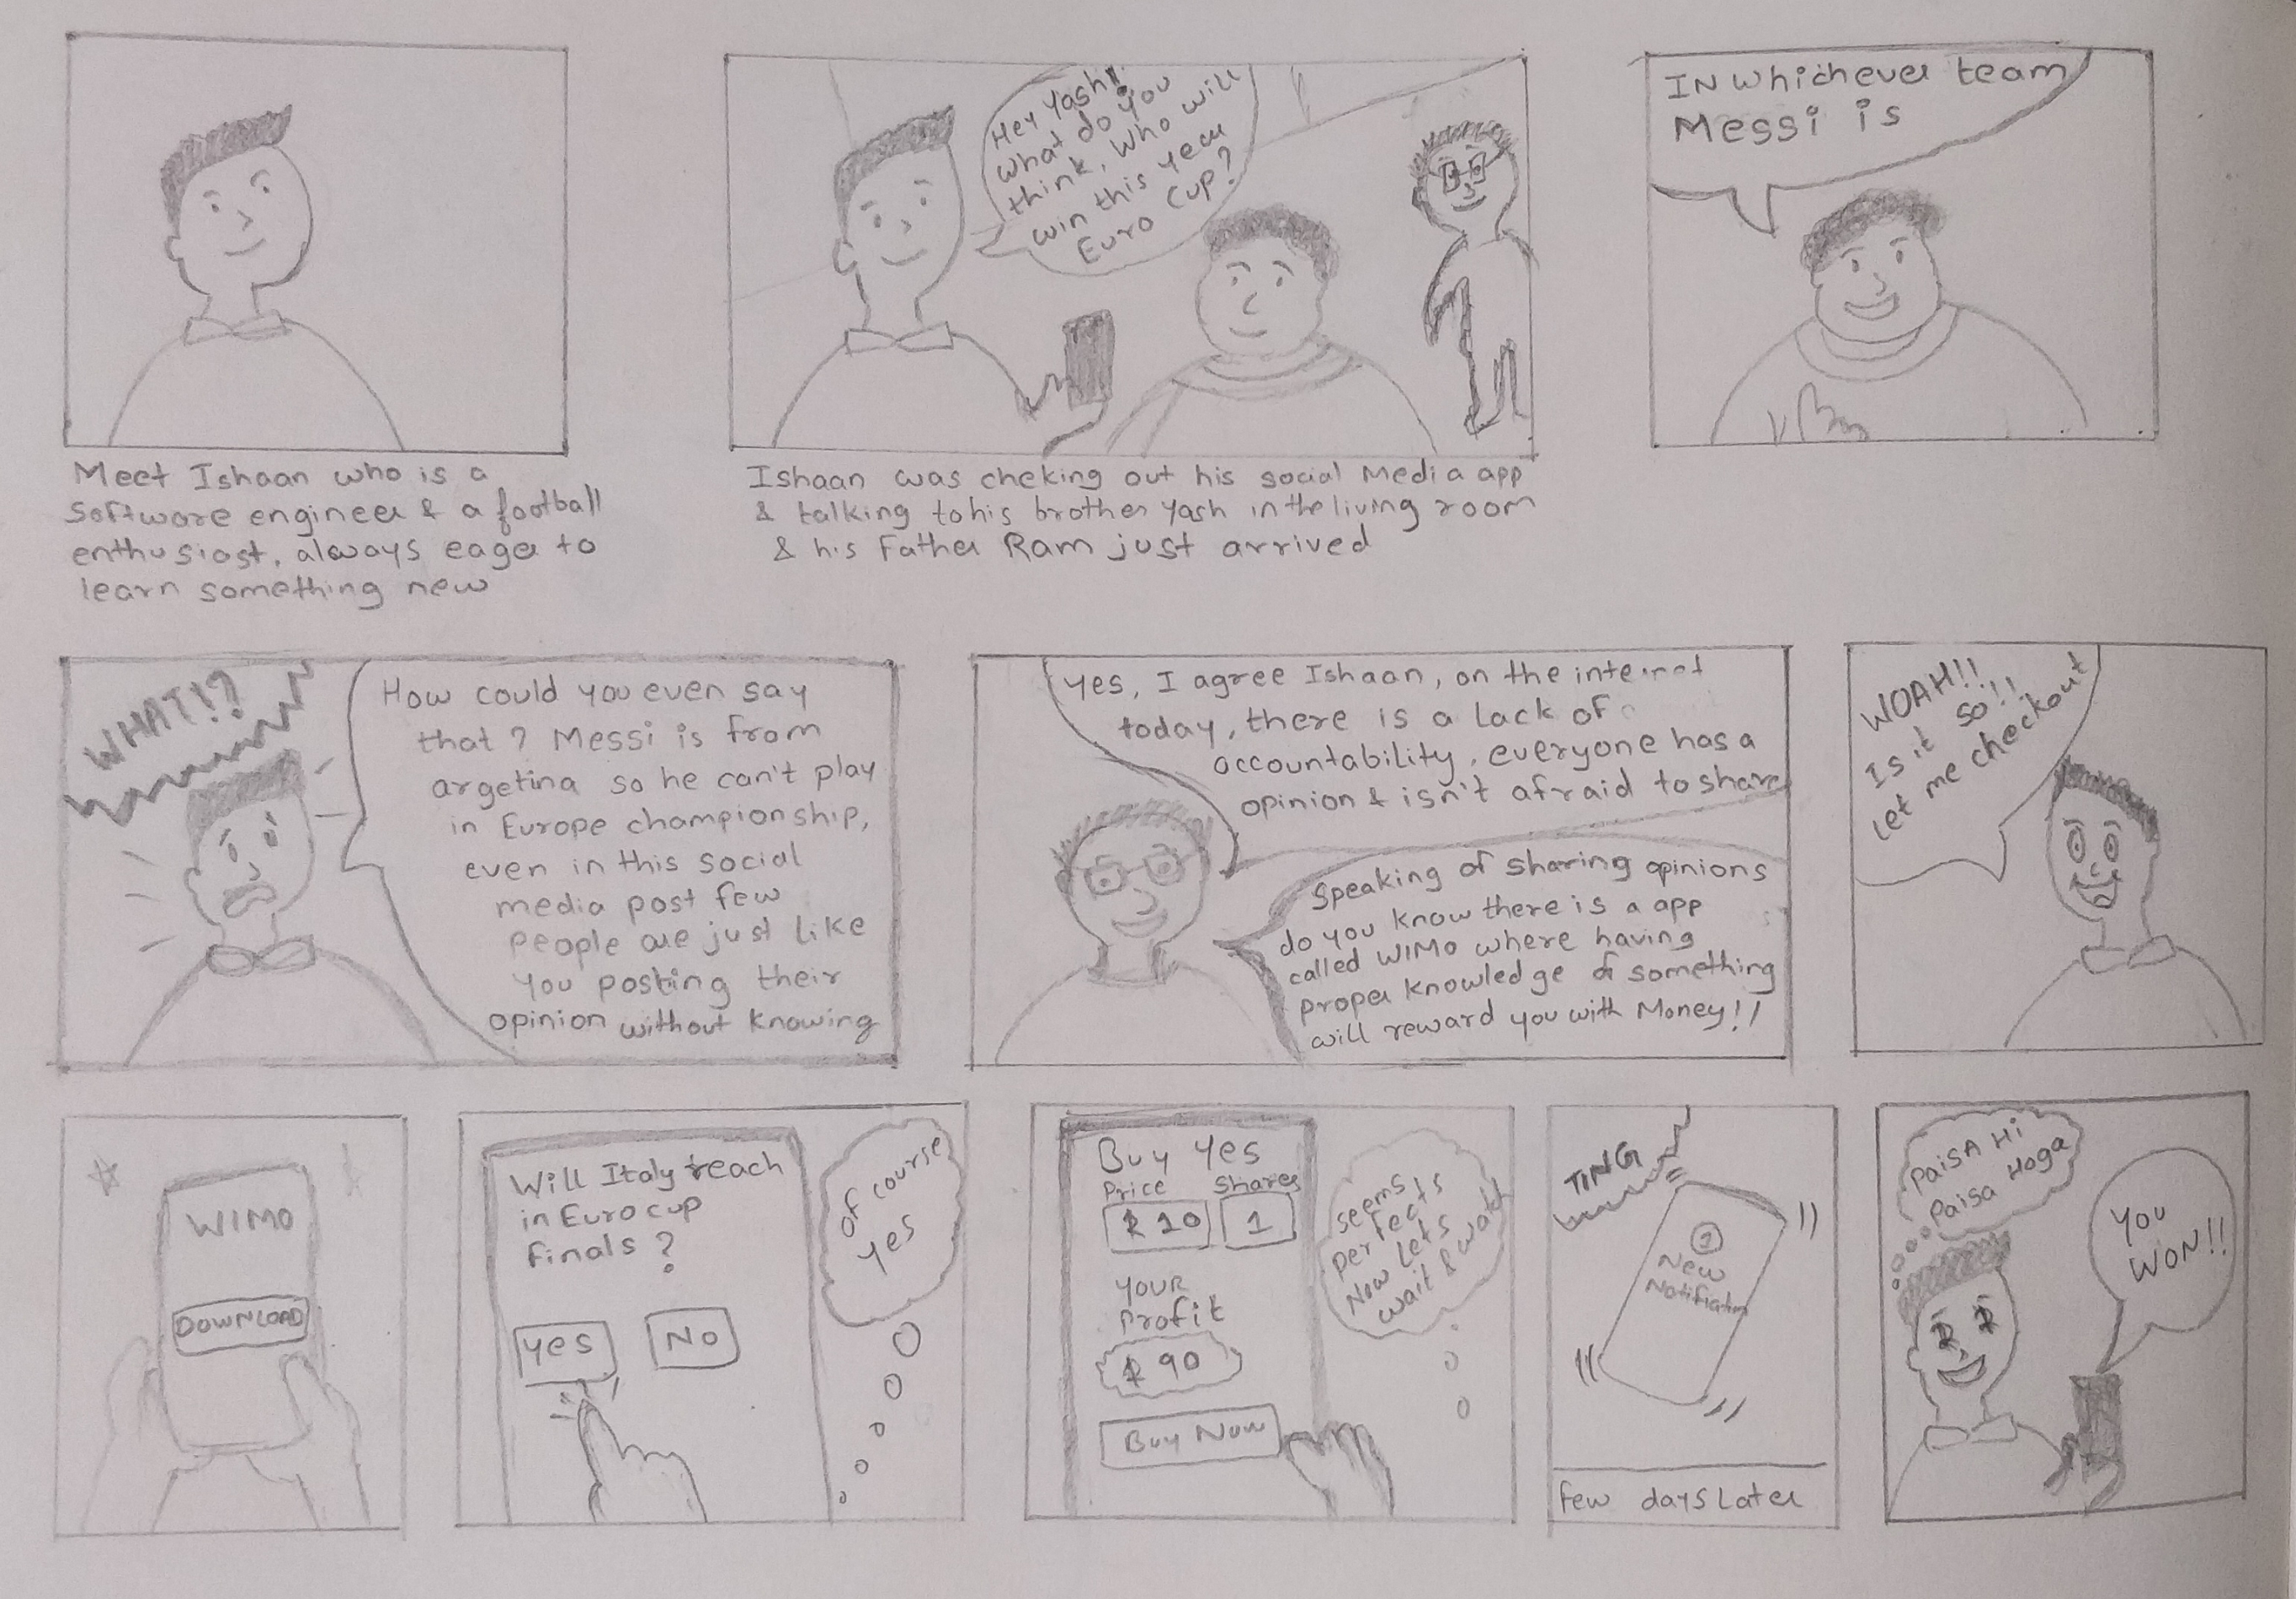 Meet Ishaan who is a
Software engineer & a football
enthusiast, always eager to
learn something new
Hey Yash!!
what do you
think, Who will
win this year
Euro Cup?
Ishaan was cheking out his social Media app
& talking to his brother Yash in the living room
& his Father Ram just arrived
IN whichever team
Messi is
WHAT!?
How could you even say
that? Messi is from
argetina so he can't play
in Europe championship,
even in this social
media post few
people are just like
you posting their
opinion without knowing
Yes, I agree Ishaan, on the internet
today, there is a lack of
accountability, everyone has a
opinion & isn't afraid to share
Speaking of sharing opinions
do you know there is a app
called WIMO where having
proper knowledge of something
will reward you with Money!!
WOAH!!
Is it so!!
Let me checkout
WIMO
DOWNLOAD
Will Italy reach
in Euro cup
finals?
Yes
No
Of course
yes
Buy Yes
Price Shares
₹ 10 1
YOUR
Profit
₹ 90
Buy Now
Seems
perfects
Now lets
wait & watch
TING
1
New
Notifiation
few days Later
PaisA Hi
Paisa Hoga
You
WON!!